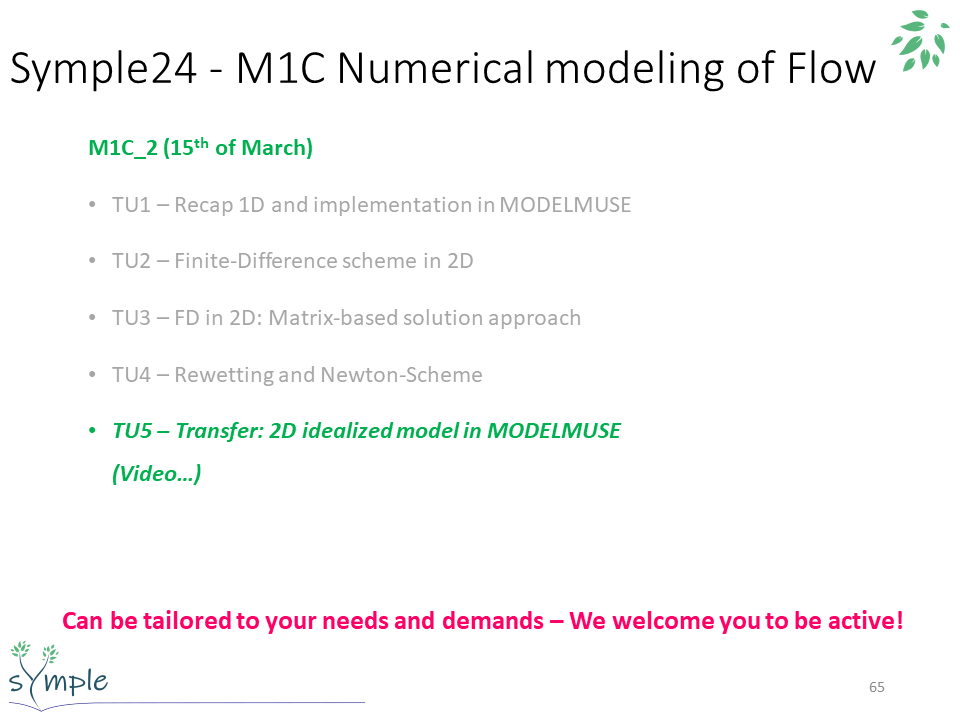 Symple24 - M1C Numerical modeling of Flow
M1C_2 (15th of March)
• TU1 – Recap 1D and implementation in MODELMUSE
• TU2 – Finite-Difference scheme in 2D
• TU3 – FD in 2D: Matrix-based solution approach
• TU4 – Rewetting and Newton-Scheme
• TU5 – Transfer: 2D idealized model in MODELMUSE
(Video…)
Can be tailored to your needs and demands – We welcome you to be active!
sYmple
65